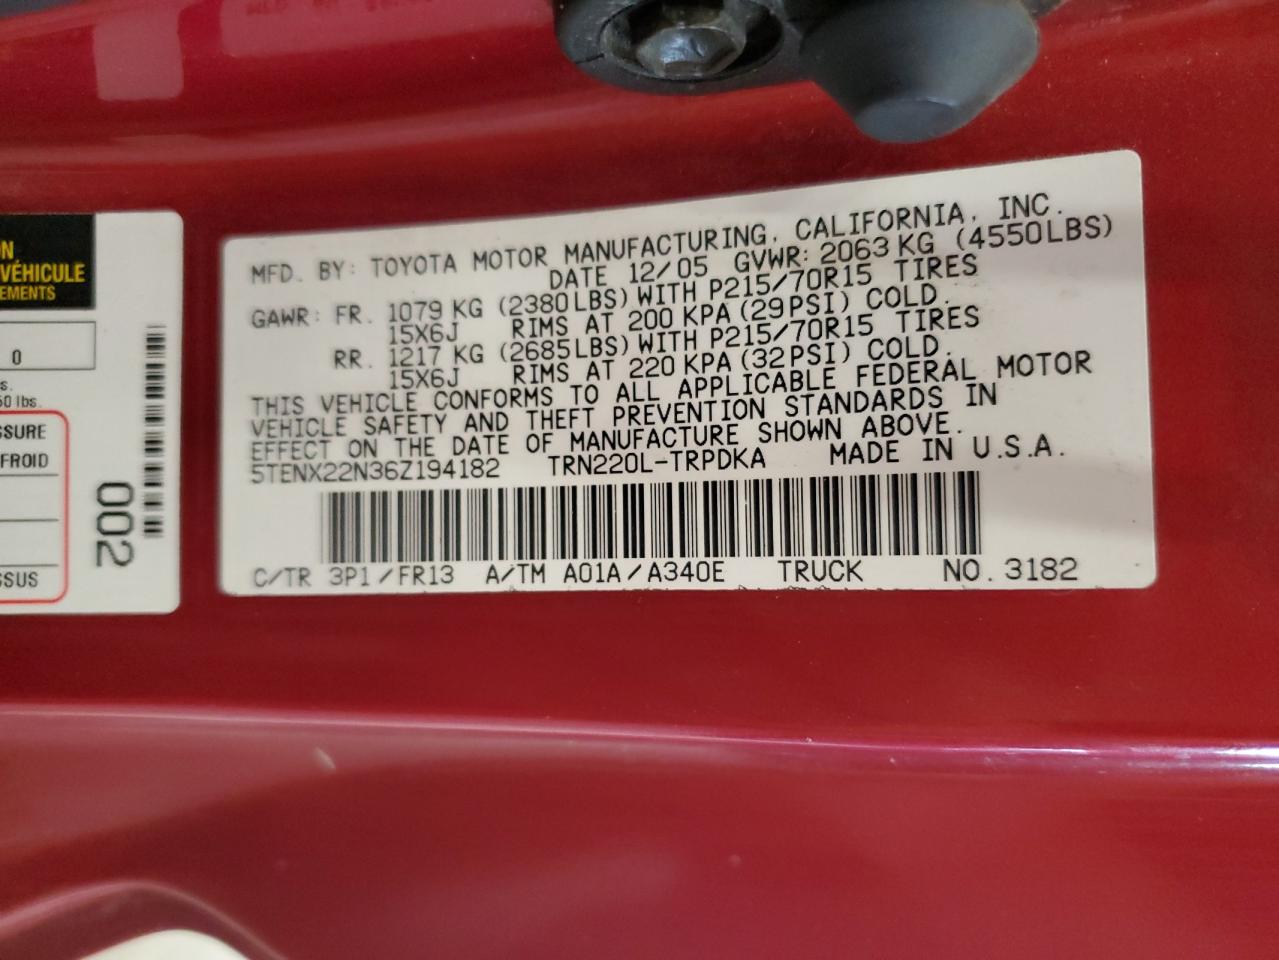 ON
VÉHICULE
EMENTS
0
s.
50 lbs.
SSURE
FROID
SSUS
002
MFD. BY: TOYOTA MOTOR MANUFACTURING, CALIFORNIA, INC.
DATE 12/05 GVWR: 2063 KG (4550LBS)
GAWR: FR. 1079 KG (2380LBS) WITH P215/70R15 TIRES
15X6J RIMS AT 200 KPA (29PSI) COLD.
RR. 1217 KG (2685LBS) WITH P215/70R15 TIRES
15X6J RIMS AT 220 KPA (32PSI) COLD.
THIS VEHICLE CONFORMS TO ALL APPLICABLE FEDERAL MOTOR
VEHICLE SAFETY AND THEFT PREVENTION STANDARDS IN
EFFECT ON THE DATE OF MANUFACTURE SHOWN ABOVE.
5TENX22N36Z194182 TRN220L-TRPDKA MADE IN U.S.A.
C/TR 3P1/FR13 A/TM A01A/A340E TRUCK NO. 3182